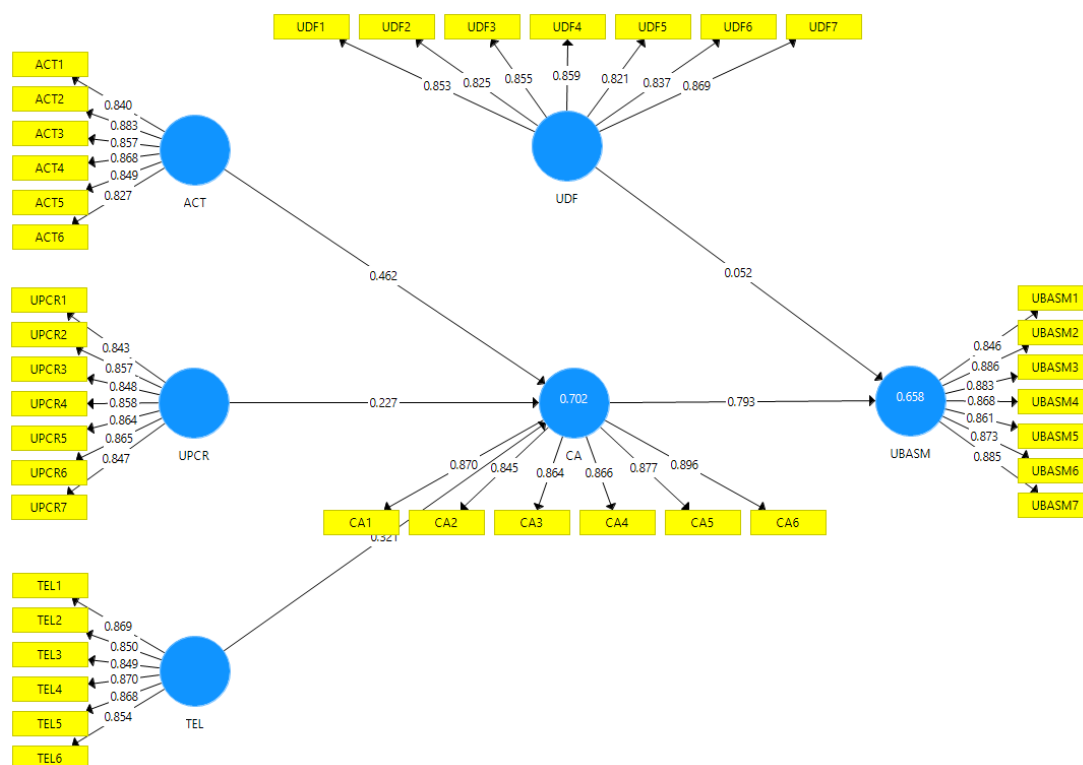 UDF1 UDF2 UDF3 UDF4 UDF5 UDF6 UDF7
0.853 0.825 0.855 0.859 0.821 0.837 0.869
UDF
ACT1
ACT2
ACT3
ACT4
ACT5
ACT6
0.840
0.883
0.857
0.868
0.849
0.827
ACT
0.462
0.052
UPCR1
UPCR2
UPCR3
UPCR4
UPCR5
UPCR6
UPCR7
0.843
0.857
0.848
0.858
0.864
0.865
0.847
UPCR
0.227
0.702
CA
0.793
0.658
UBASM
0.846
0.886
0.883
0.868
0.861
0.873
0.885
UBASM1
UBASM2
UBASM3
UBASM4
UBASM5
UBASM6
UBASM7
0.870 0.845 0.864 0.866 0.877 0.896
CA1 CA2 CA3 CA4 CA5 CA6
0.321
TEL1
TEL2
TEL3
TEL4
TEL5
TEL6
0.869
0.850
0.849
0.870
0.868
0.854
TEL